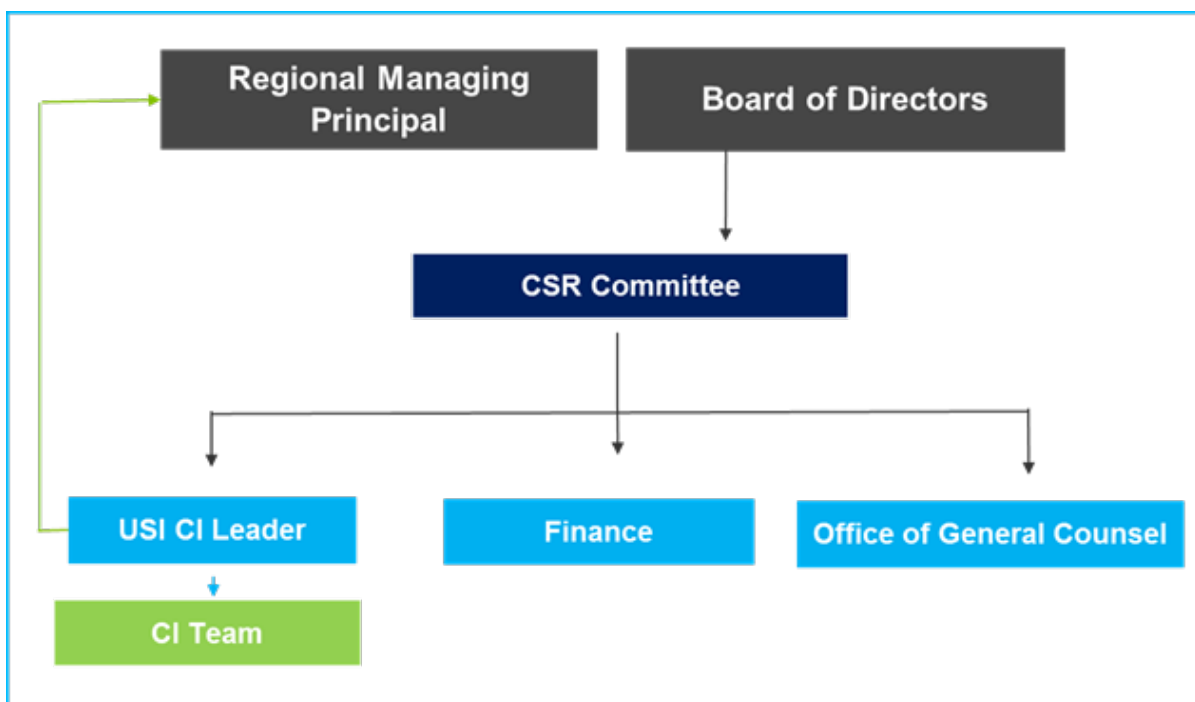 Regional Managing
Principal
Board of Directors
CSR Committee
USI CI Leader
Finance
Office of General Counsel
CI Team